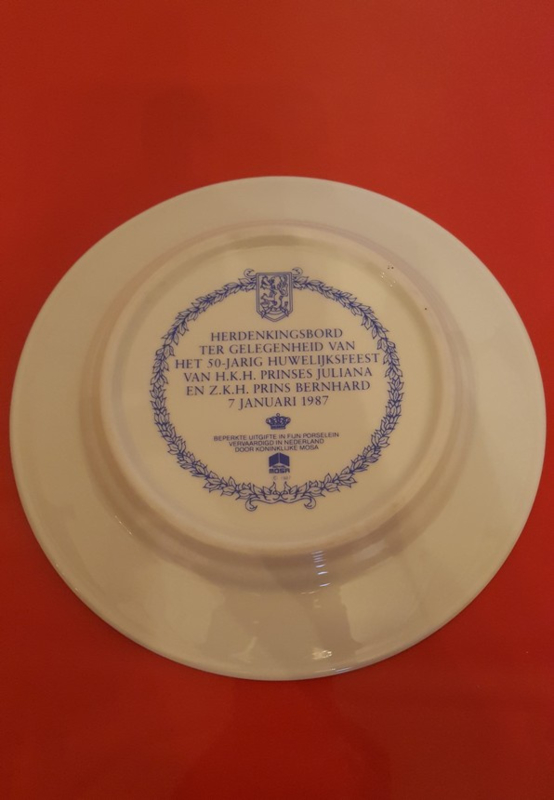 HERDENKINGSBORD
TER GELEGENHEID VAN
HET 50-JARIG HUWELIJKSFEEST
VAN H.K.H. PRINSES JULIANA
EN Z.K.H. PRINS BERNHARD
7 JANUARI 1987
BEPERKTE UITGIFTE IN FIJN PORSELEIN
VERVAARDIGD IN NEDERLAND
DOOR KONINKLIJKE MOSA
MOSA